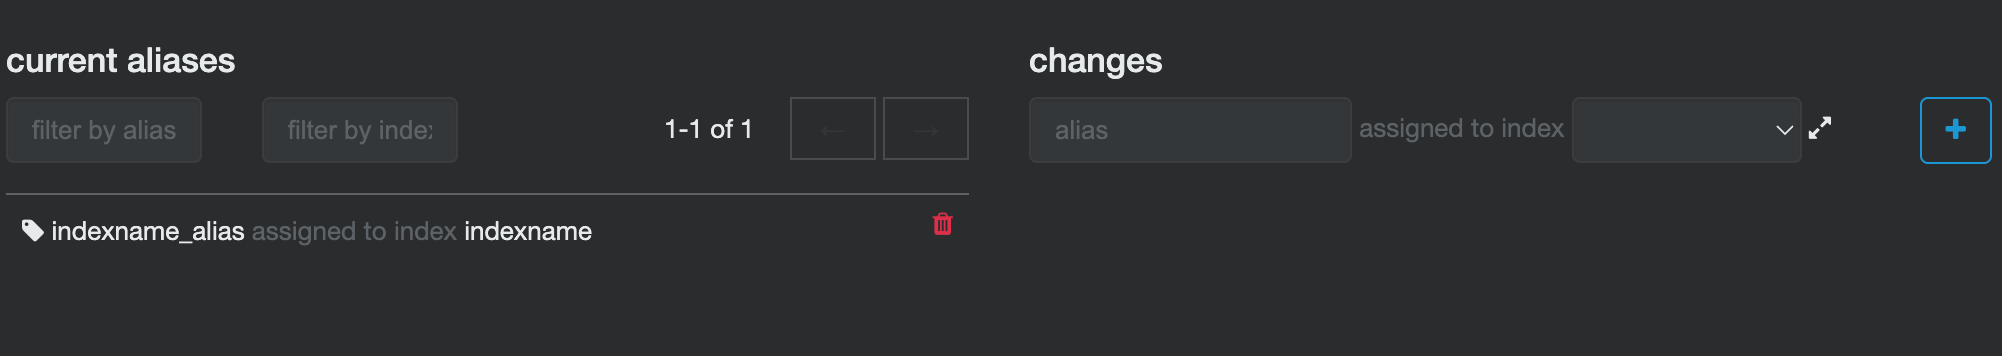 current aliases
filter by alias
filter by index
1-1 of 1
← →
indexname_alias assigned to index indexname
changes
alias assigned to index